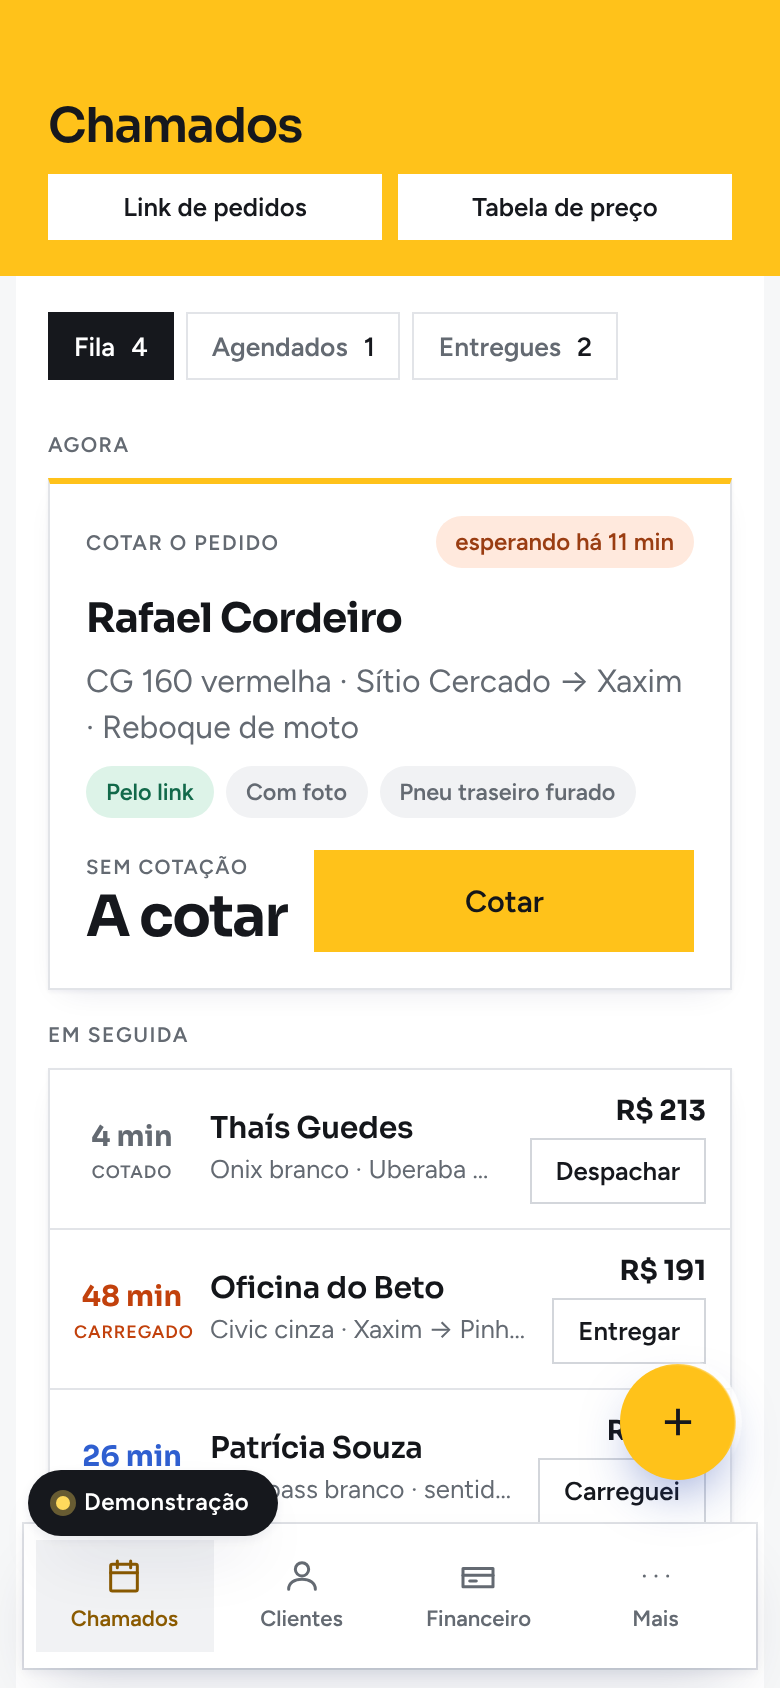 Chamados
Link de pedidos
Tabela de preço
Fila 4
Agendados 1
Entregues 2
AGORA
COTAR O PEDIDO
esperando há 11 min
Rafael Cordeiro
CG 160 vermelha · Sítio Cercado → Xaxim
· Reboque de moto
Pelo link
Com foto
Pneu traseiro furado
SEM COTAÇÃO
A cotar
Cotar
EM SEGUIDA
4 min
COTADO
Thaís Guedes
Onix branco · Uberaba ...
R$ 213
Despachar
48 min
CARREGADO
Oficina do Beto
Civic cinza · Xaxim → Pinh...
R$ 191
Entregar
26 min
Patrícia Souza
branco · sentid...
Carreguei
Demonstração
Chamados
Clientes
Financeiro
Mais